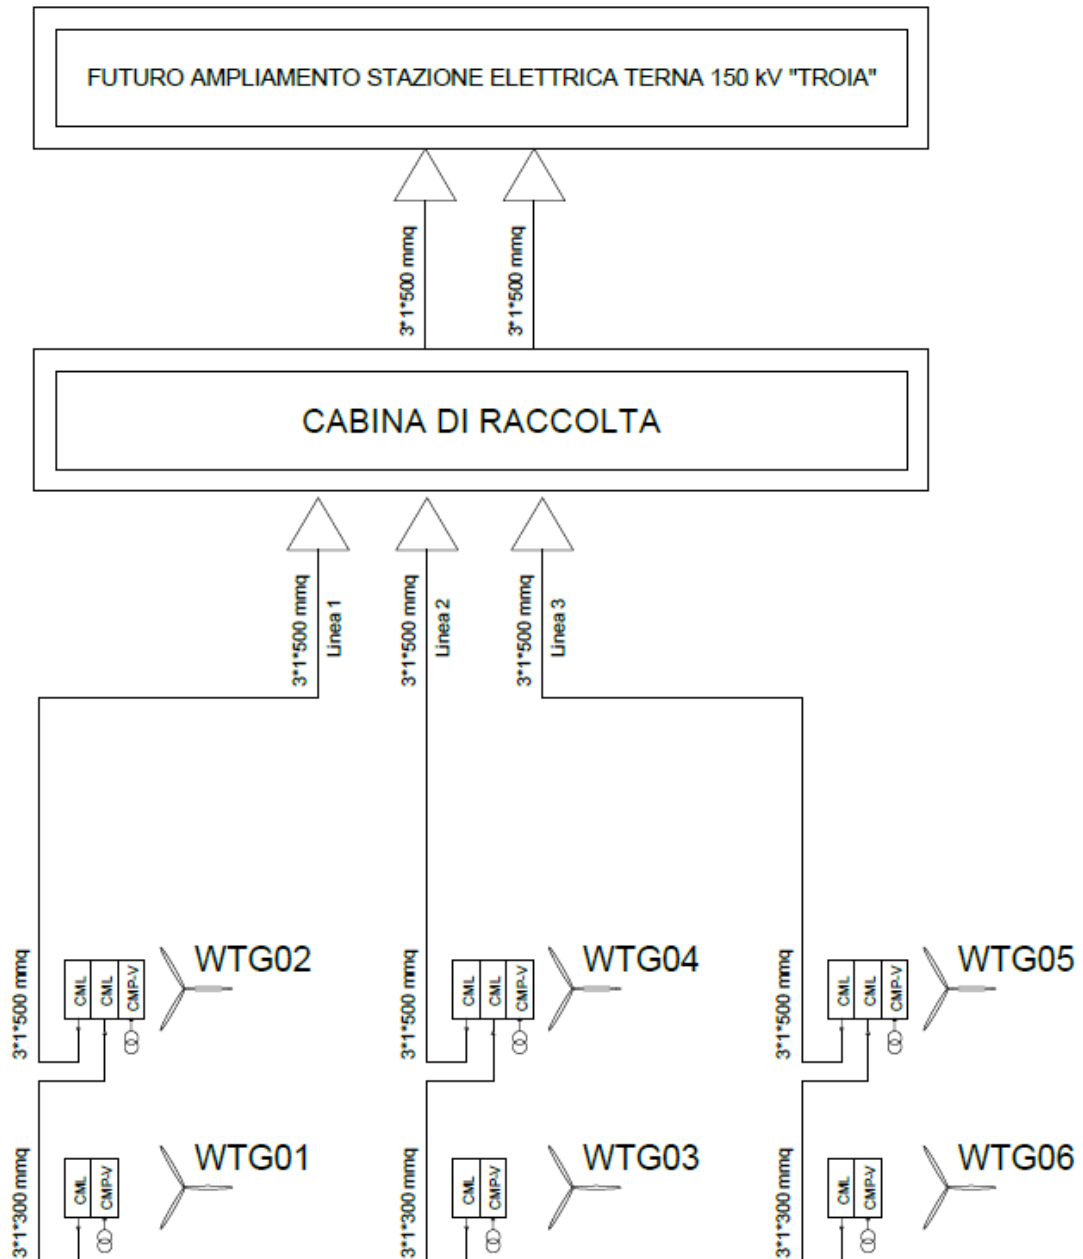 FUTURO AMPLIAMENTO STAZIONE ELETTRICA TERNA 150 kV "TROIA"
3*1*500 mmq
3*1*500 mmq
CABINA DI RACCOLTA
3*1*500 mmq
Linea 1
3*1*500 mmq
Linea 2
3*1*500 mmq
Linea 3
3*1*500 mmq
CML
CML
CMP-V
WTG02
3*1*500 mmq
CML
CML
CMP-V
WTG04
3*1*500 mmq
CML
CML
CMP-V
WTG05
3*1*300 mmq
CML
CMP-V
WTG01
3*1*300 mmq
CML
CMP-V
WTG03
3*1*300 mmq
CML
CMP-V
WTG06